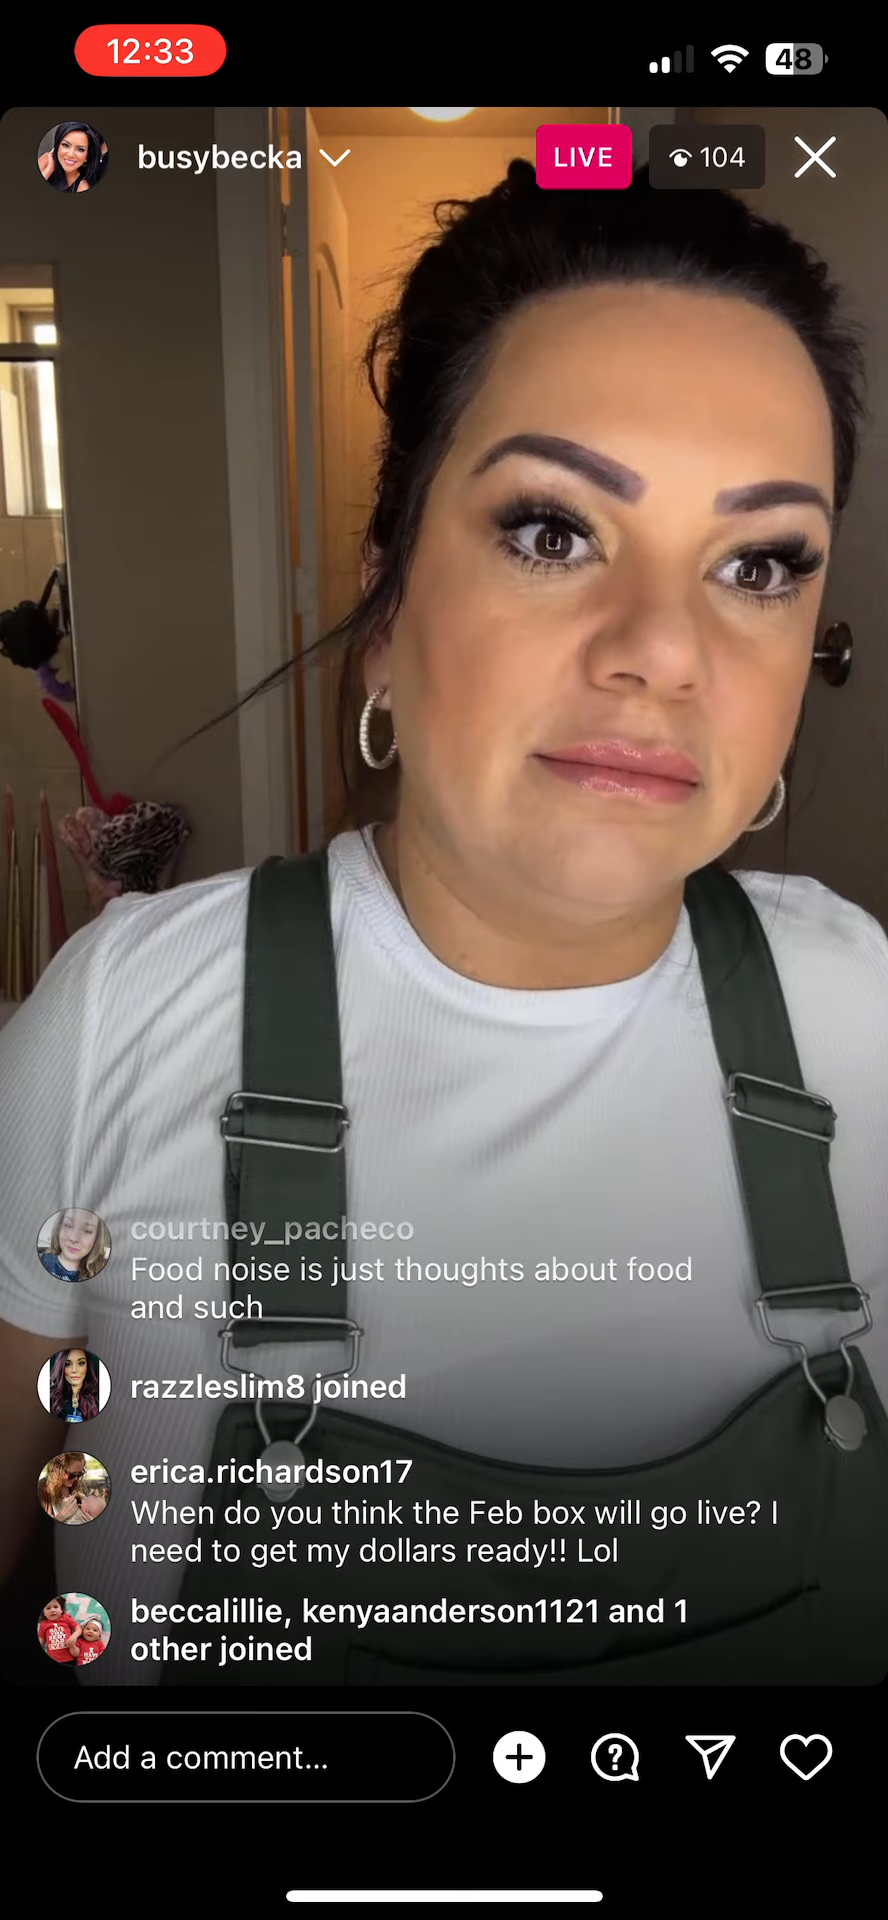 12:33
48
busybecka
LIVE
104
courtney_pacheco
Food noise is just thoughts about food
and such
razzleslim8 joined
erica.richardson17
When do you think the Feb box will go live? I
need to get my dollars ready!! Lol
beccalillie, kenyaanderson1121 and 1
other joined
Add a comment...